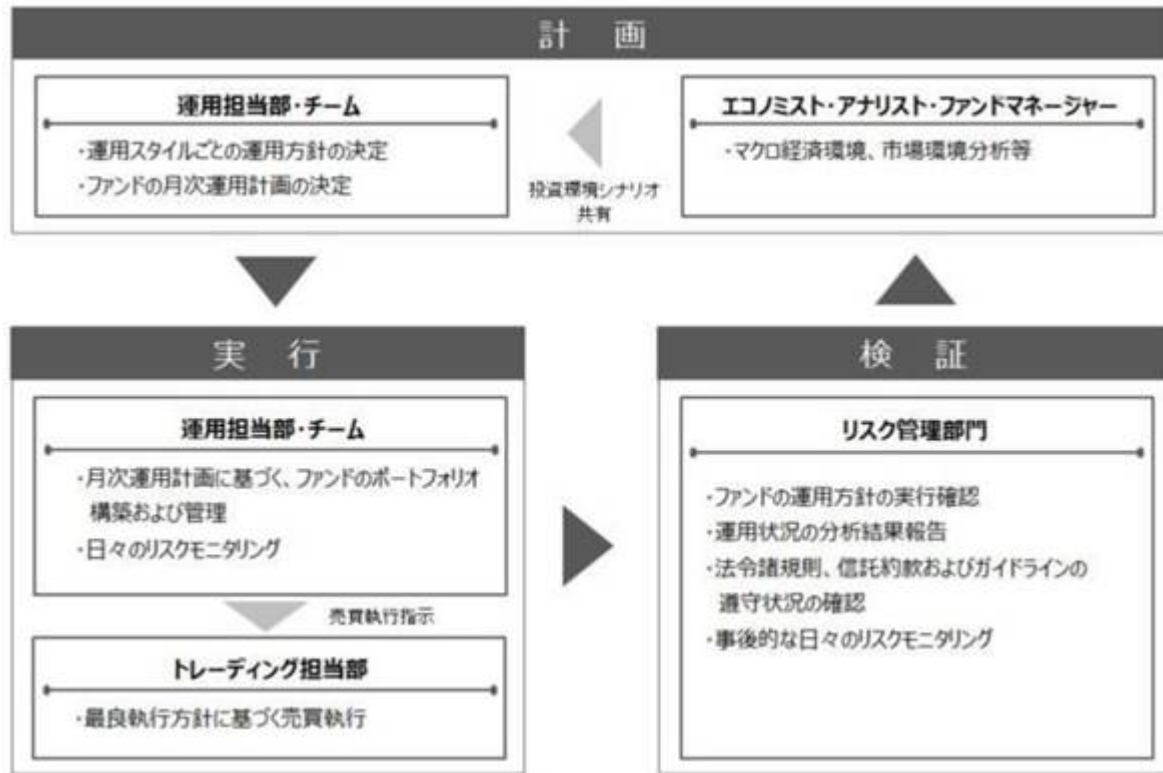 計 画
運用担当部・チーム
・運用スタイルごとの運用方針の決定
・ファンドの月次運用計画の決定
投資環境シナリオ
共有
エコノミスト・アナリスト・ファンドマネージャー
・マクロ経済環境、市場環境分析等
実 行
運用担当部・チーム
・月次運用計画に基づく、ファンドのポートフォリオ
構築および管理
・日々のリスクモニタリング
売買執行指示
トレーディング担当部
・最良執行方針に基づく売買執行
検 証
リスク管理部門
・ファンドの運用方針の実行確認
・運用状況の分析結果報告
・法令諸規則、信託約款およびガイドラインの
遵守状況の確認
・事後的な日々のリスクモニタリング